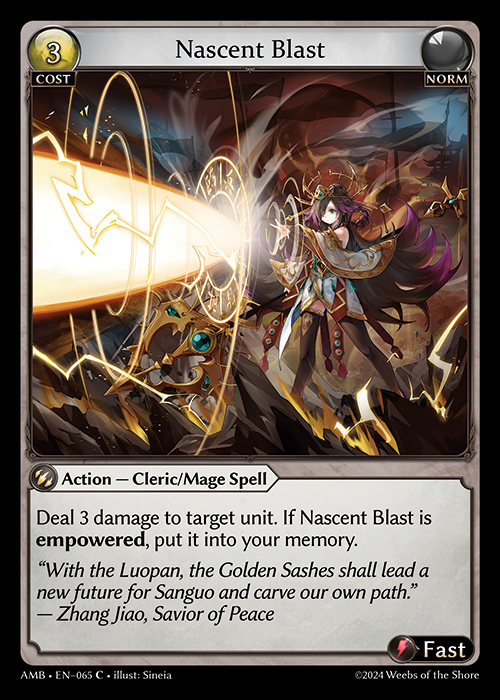 3
Nascent Blast
COST
NORM
Action — Cleric/Mage Spell
Deal 3 damage to target unit. If Nascent Blast is
empowered, put it into your memory.
“With the Luopan, the Golden Sashes shall lead a
new future for Sanguo and carve our own path.”
— Zhang Jiao, Savior of Peace
Fast
AMB • EN–065 C • illust: Sineia
©2024 Weebs of the Shore